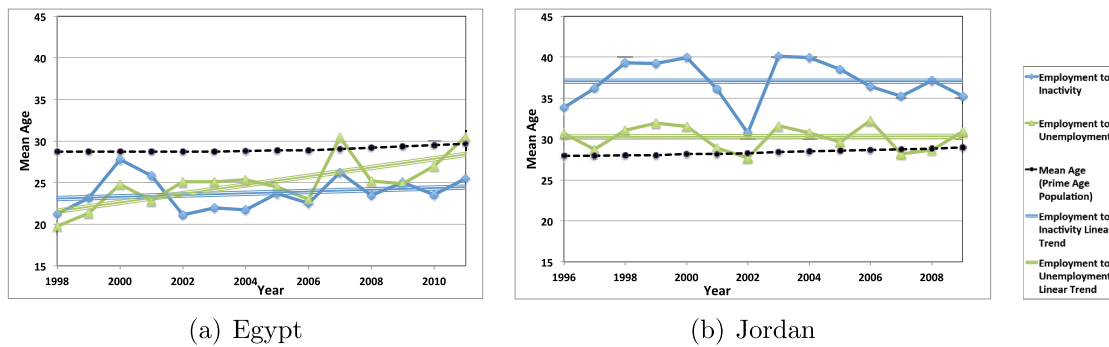 45
40
35
30
25
20
15
Mean Age
1998 2000 2002 2004 2006 2008 2010
Year
(a) Egypt
45
40
35
30
25
20
15
Mean Age
1996 1998 2000 2002 2004 2006 2008
Year
(b) Jordan
Employment to
Inactivity
Employment to
Unemployment
Mean Age
(Prime Age
Population)
Employment to
Inactivity Linear
Trend
Employment to
Unemployment
Linear Trend